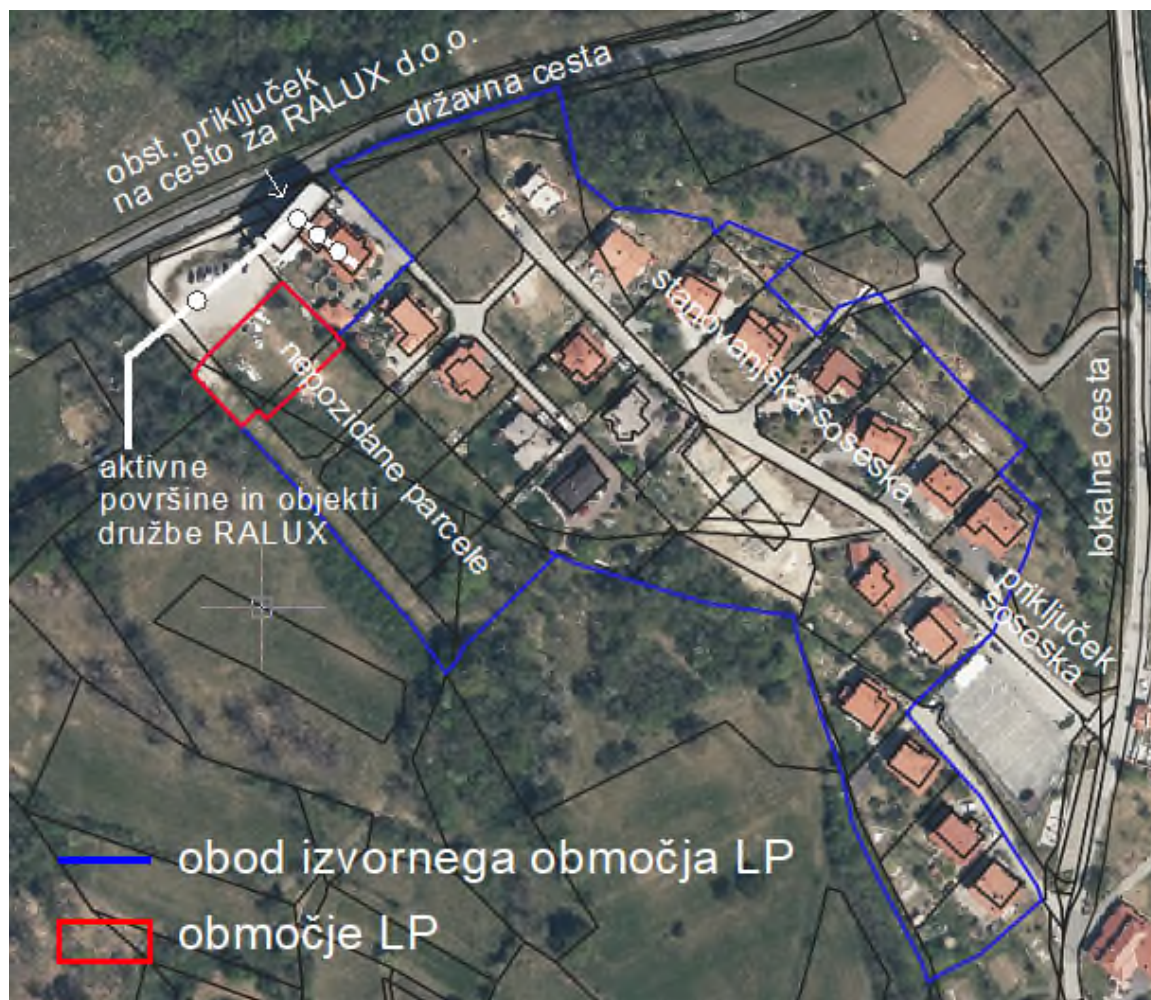 obst. priključek
na cesto za RALUX d.o.o.
državna cesta
stanovanjska soseska
nepozidane parcele
lokalna cesta
aktivne
površine in objekti
družbe RALUX
priključek
soseska
obod izvornega območja LP
območje LP